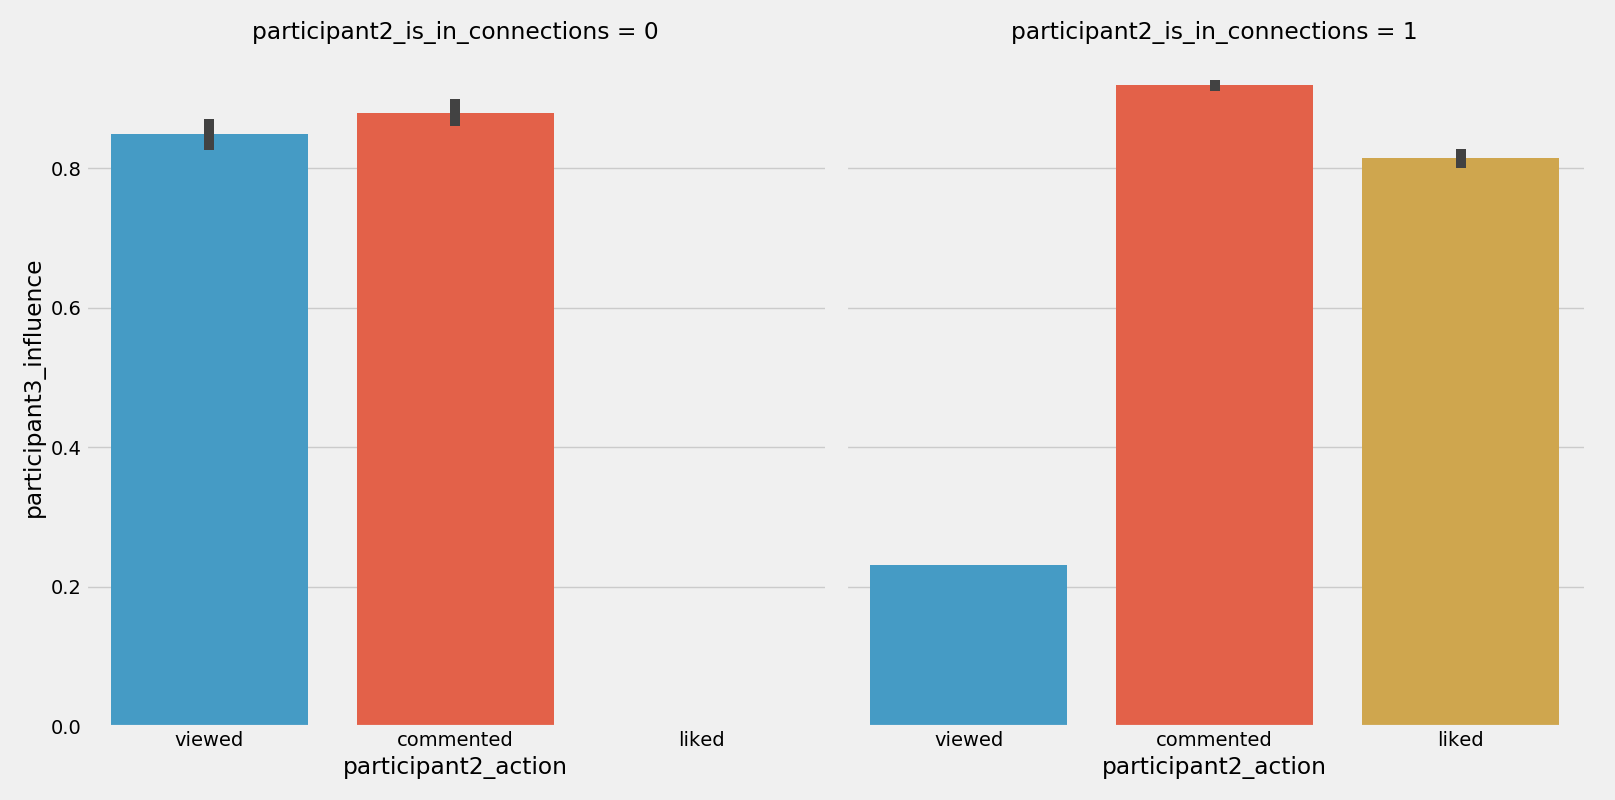 participant2_is_in_connections = 0
participant2_is_in_connections = 1
participant3_influence
0.8
0.6
0.4
0.2
0.0
viewed commented liked
viewed commented liked
participant2_action
participant2_action